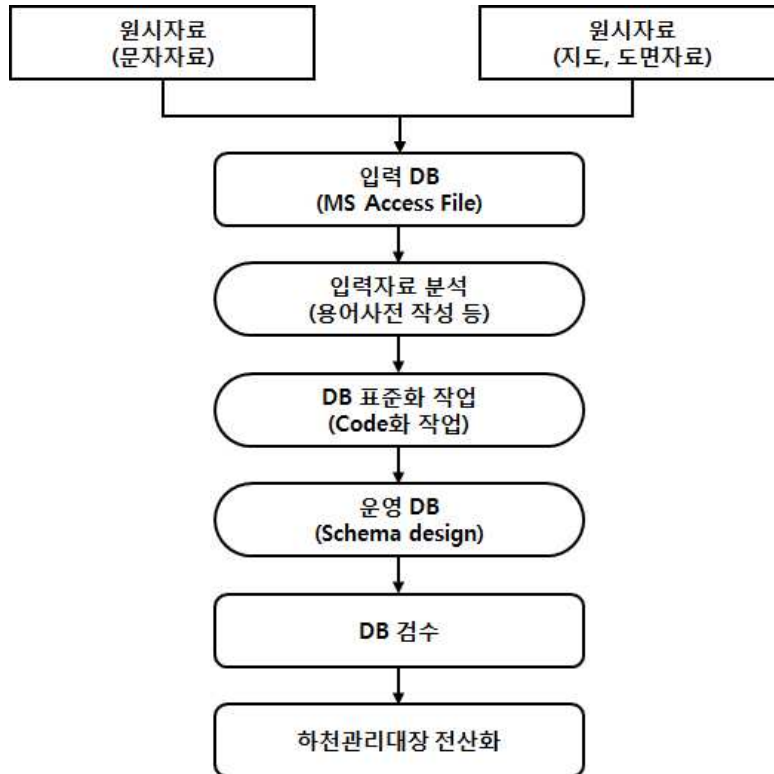 원시자료
(문자자료)
원시자료
(지도, 도면자료)
입력 DB
(MS Access File)
입력자료 분석
(용어사전 작성 등)
DB 표준화 작업
(Code화 작업)
운영 DB
(Schema design)
DB 검수
하천관리대장 전산화